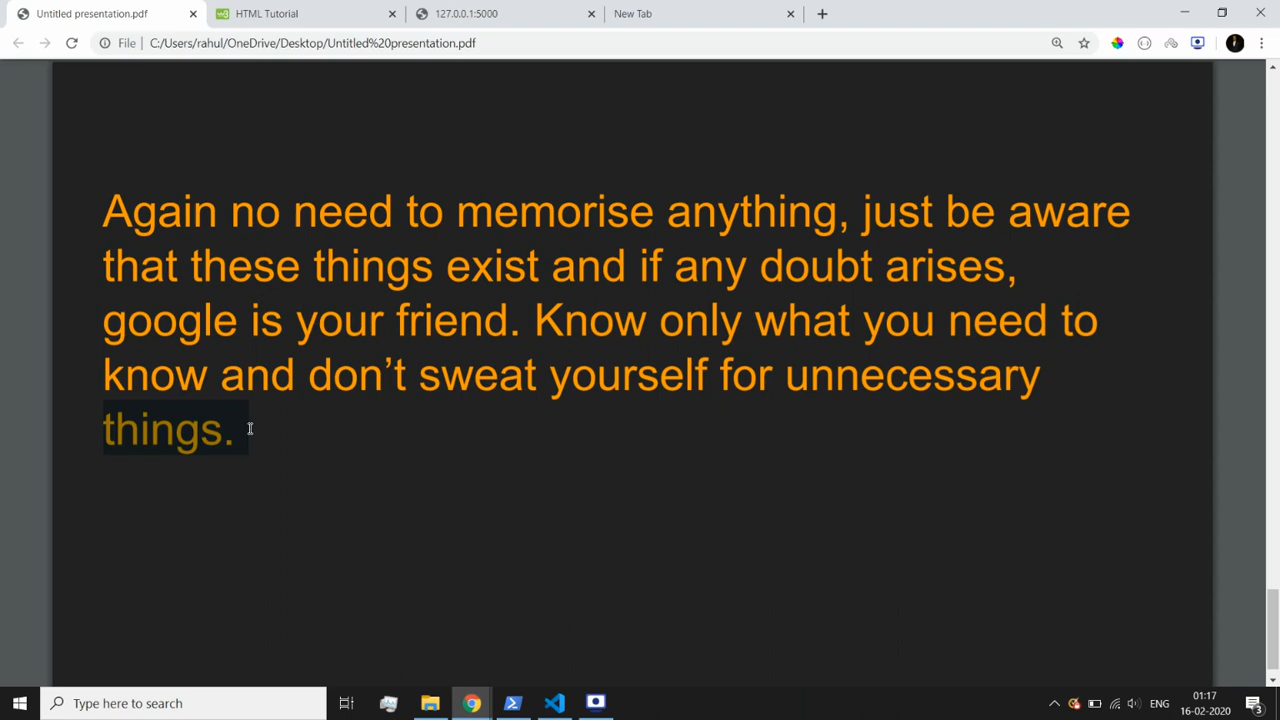 Untitled presentation.pdf
HTML Tutorial
127.0.0.1:5000
New Tab
File
C:/Users/rahul/OneDrive/Desktop/Untitled%20presentation.pdf
Again no need to memorise anything, just be aware
that these things exist and if any doubt arises,
google is your friend. Know only what you need to
know and don’t sweat yourself for unnecessary
things.
Type here to search
ENG
01:17
16-02-2020
3